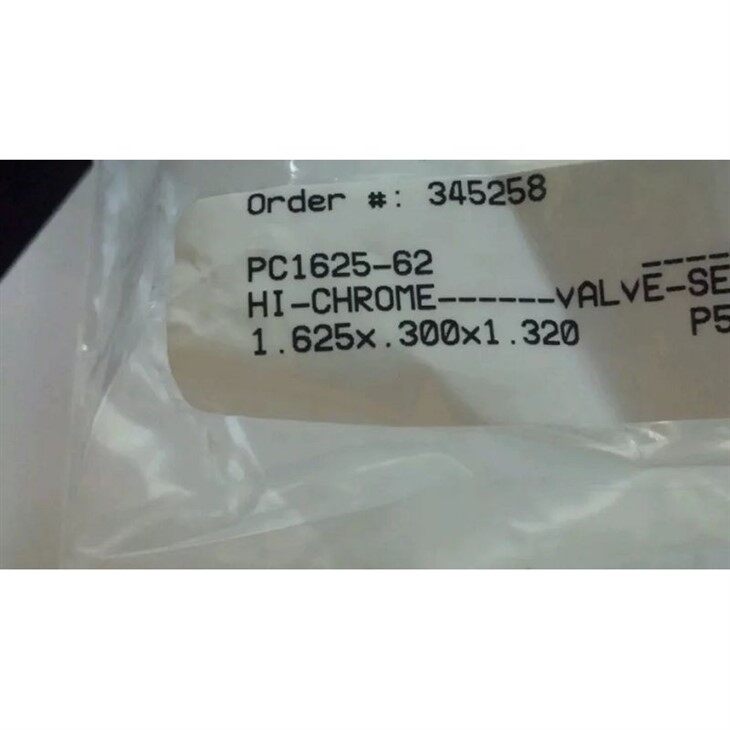 Order #: 345258
PC1625-62 ----
HI-CHROME------VALVE-SE
1.625x.300x1.320 P5